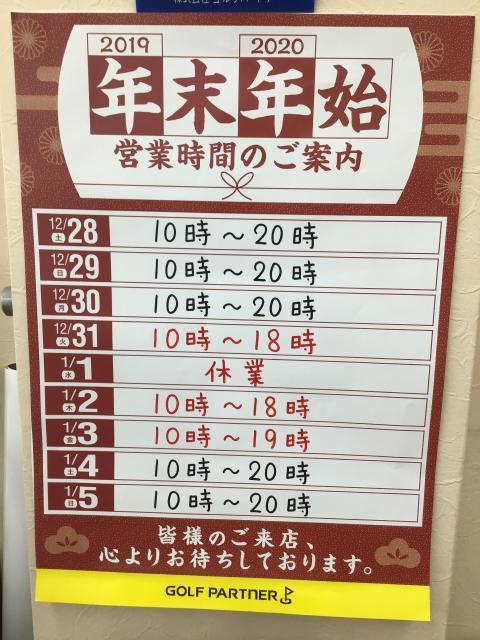 2019 2020
年末年始
営業時間のご案内
12/28 土 10時～20時
12/29 日 10時～20時
12/30 月 10時～20時
12/31 火 10時～18時
1/1 水 休業
1/2 木 10時～18時
1/3 金 10時～19時
1/4 土 10時～20時
1/5 日 10時～20時
皆様のご来店、
心よりお待ちしております。
GOLF PARTNER